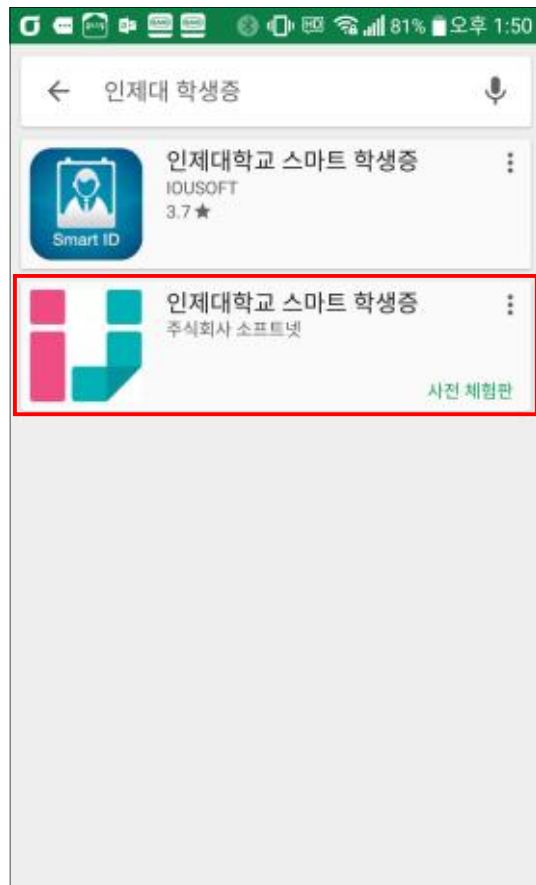 81% 오후 1:50
인제대 학생증
인제대학교 스마트 학생증
IOUSOFT
3.7★
Smart ID
인제대학교 스마트 학생증
주식회사 소프트넷
사전 체험판